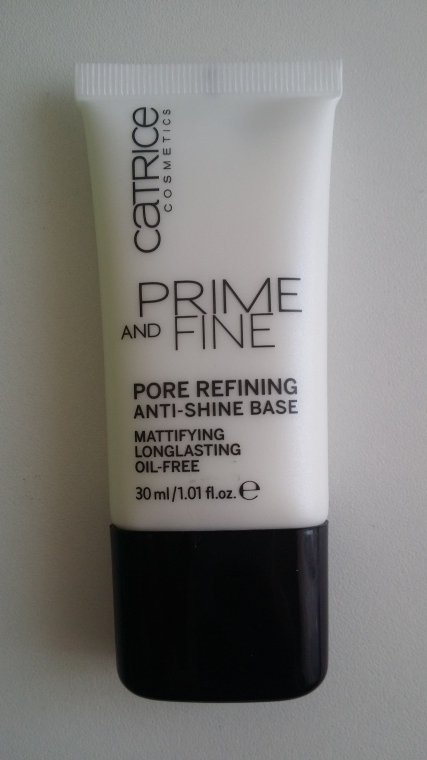 CATRICE
COSMETICS
PRIME
AND FINE
PORE REFINING
ANTI-SHINE BASE
MATTIFYING
LONGLASTING
OIL-FREE
30 ml/1.01 fl.oz. ℮